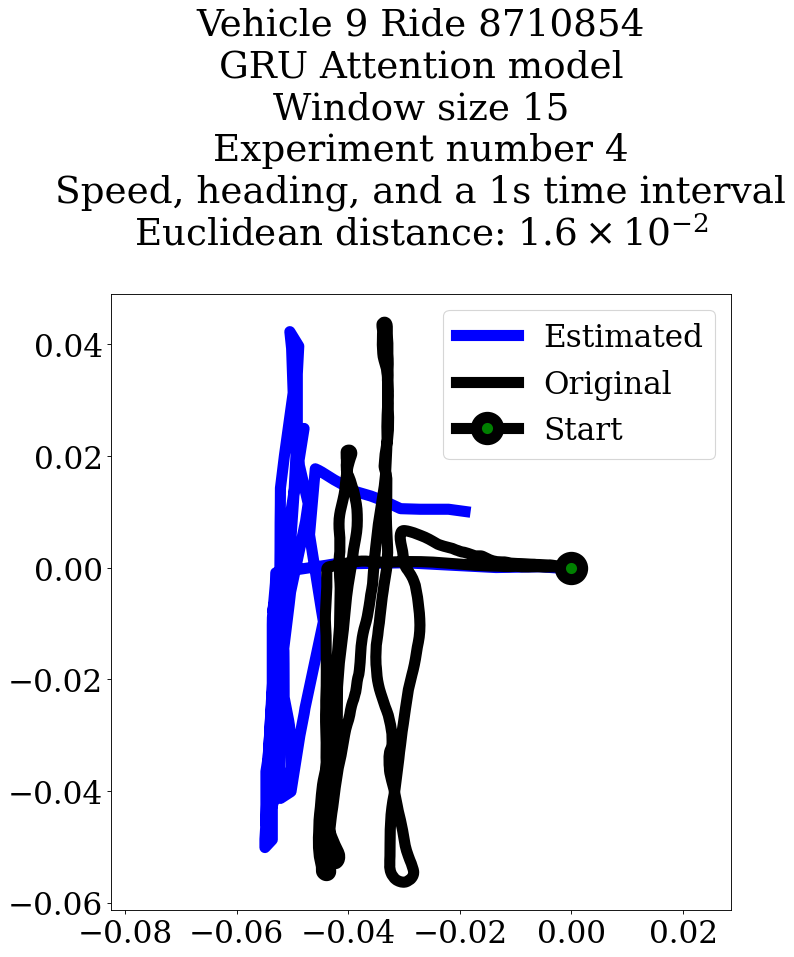 Vehicle 9 Ride 8710854
GRU Attention model
Window size 15
Experiment number 4
Speed, heading, and a 1s time interval
Euclidean distance: 1.6 × 10⁻²
Estimated
Original
Start
0.04
0.02
0.00
−0.02
−0.04
−0.06
−0.08 −0.06 −0.04 −0.02 0.00 0.02